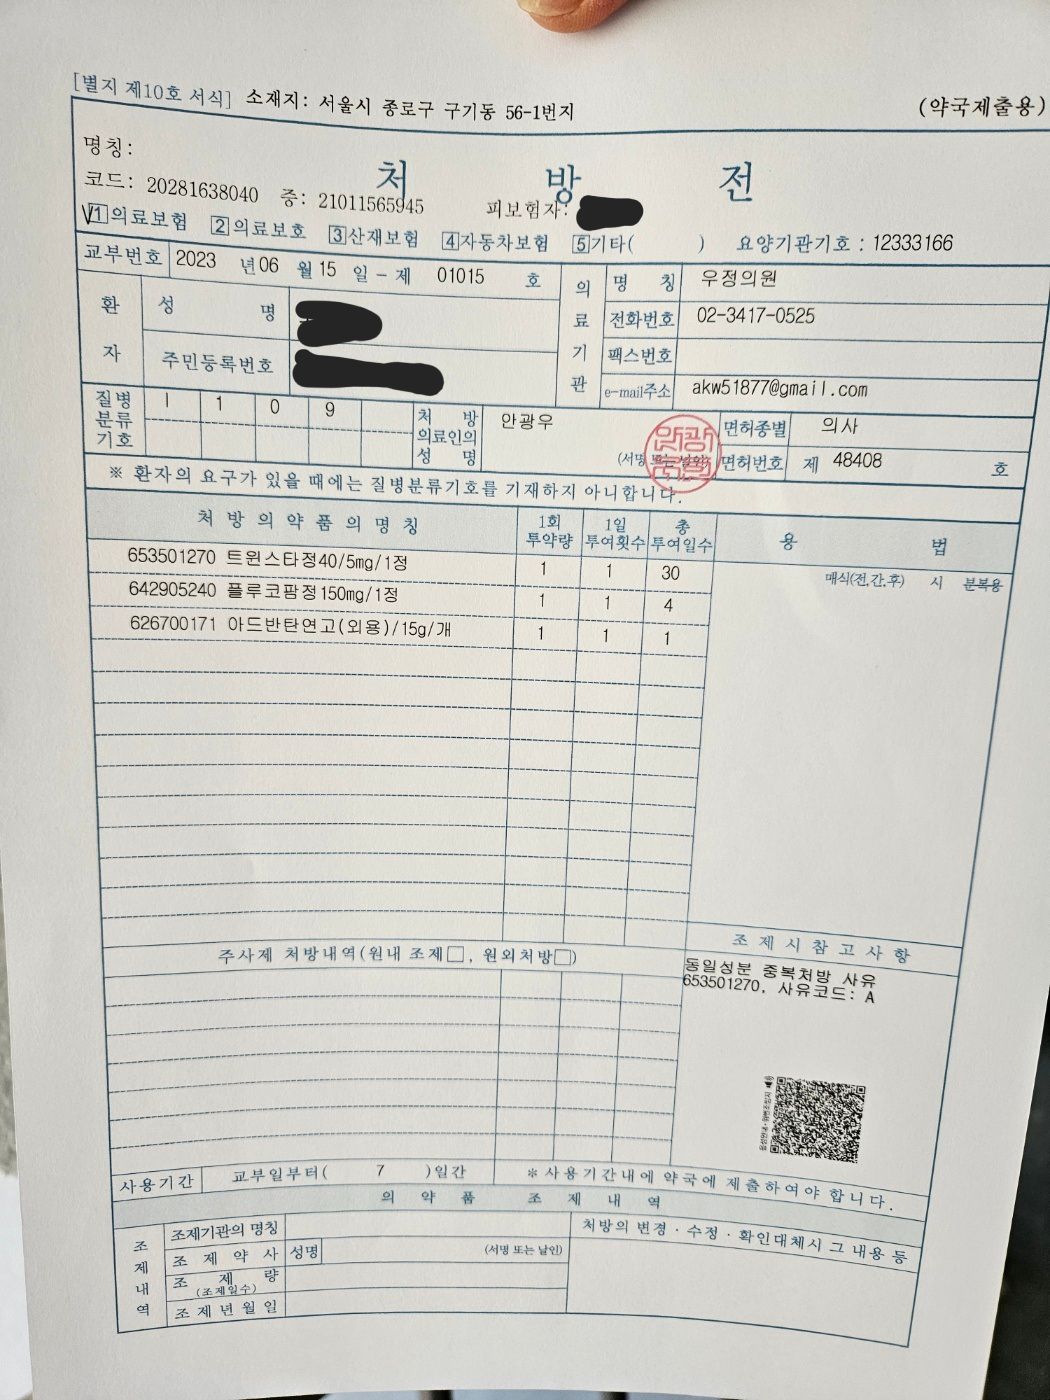 [별지 제10호 서식] 소재지: 서울시 종로구 구기동 56-1번지 (약국제출용)
명칭:
처 방 전
코드: 20281638040 증: 21011565945 피보험자:
1 의료보험 2 의료보호 3 산재보험 4 자동차보험 5 기타( ) 요양기관기호 : 12333166
교부번호 2023 년 06 월 15 일 - 제 01015 호
환자
성 명
주민등록번호
의료기관
명 칭 우정의원
전화번호 02-3417-0525
팩스번호
e-mail주소 akw51877@gmail.com
질병분류기호 I 1 0 9
처 방 의료인의 성 명 안광우
(서명 또는 날인)
면허종별 의사
면허번호 제 48408 호
※ 환자의 요구가 있을 때에는 질병분류기호를 기재하지 아니합니다.
처 방 의 약 품 의 명 칭 1회 투약량 1일 투여횟수 총 투여일수 용 법
653501270 트윈스타정40/5mg/1정 1 1 30
매식(전,간,후) 시 분복용
642905240 플루코팜정150mg/1정 1 1 4
626700171 아드반탄연고(외용)/15g/개 1 1 1
조 제 시 참 고 사 항
주사제 처방내역(원내 조제□, 원외처방□)
동일성분 중복처방 사유
653501270, 사유코드: A
사용기간 교부일부터( 7 )일간 * 사용기간내에 약국에 제출하여야 합니다.
의 약 품 조 제 내 역
조제내역
조제기관의 명칭
조 제 약 사 성명 (서명 또는 날인)
조 제 량
(조제일수)
조 제 년 월 일
처방의 변경 · 수정 · 확인대체시 그 내용 등